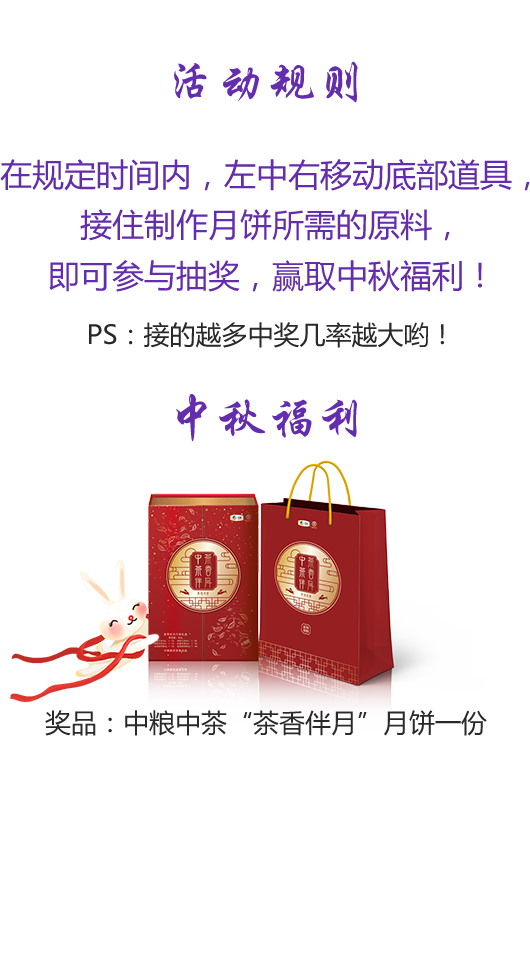 活动规则
在规定时间内，左中右移动底部道具，
接住制作月饼所需的原料，
即可参与抽奖，赢取中秋福利！
PS：接的越多中奖几率越大哟！
中秋福利
奖品：中粮中茶“茶香伴月”月饼一份